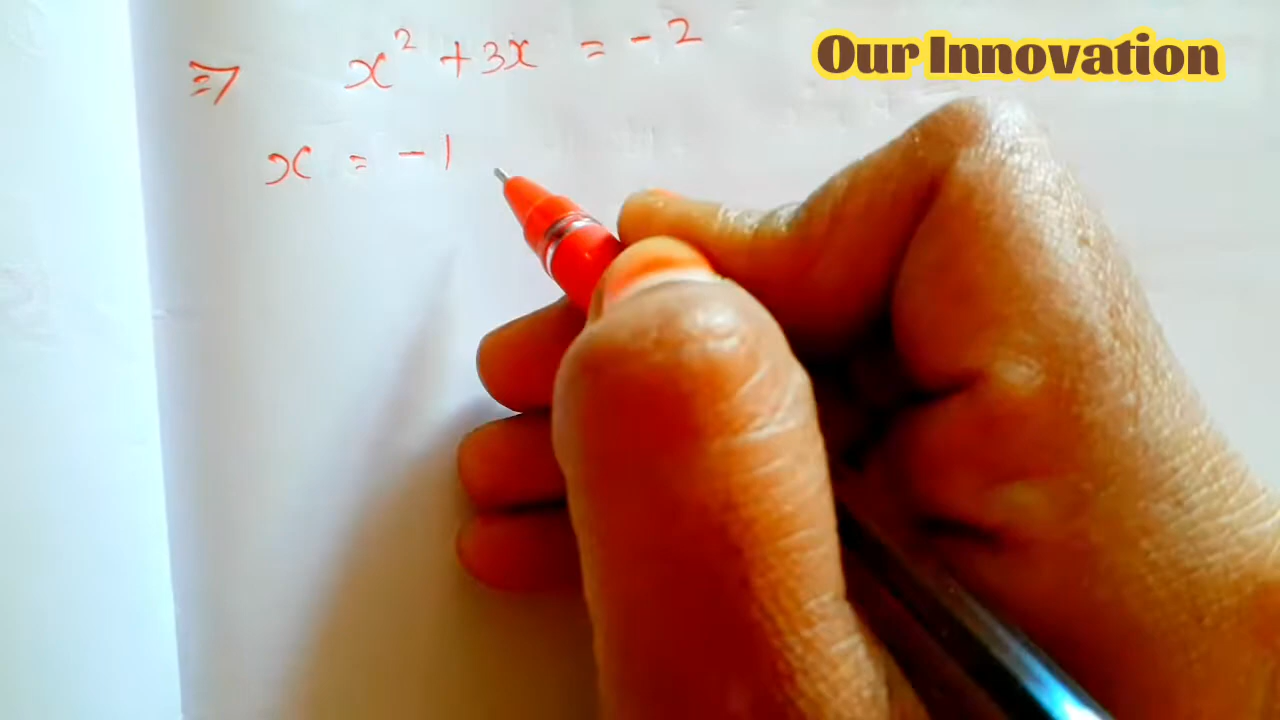 Our Innovation
⇒ x² + 3x = -2
x = -1